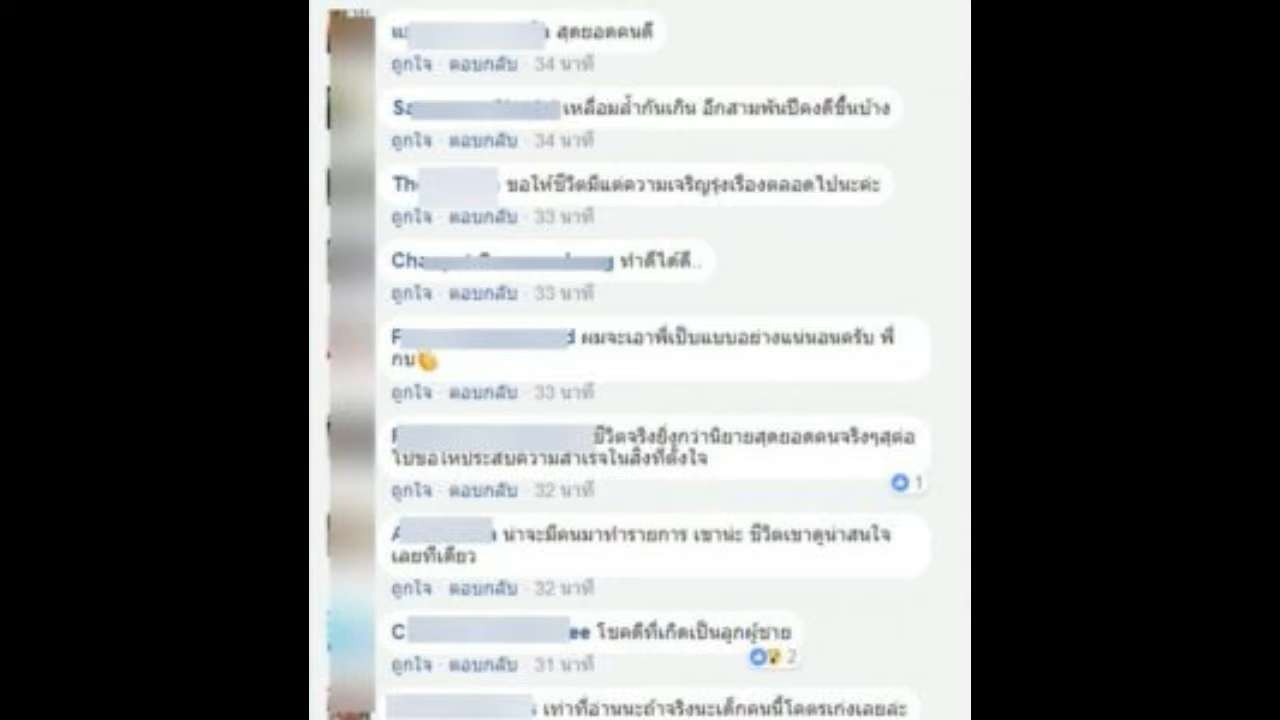 สุดยอดคนดี
ถูกใจ · ตอบกลับ · 34 นาที
เหลื่อมล้ำกันเกิน อีกสามพันปีคงดีขึ้นบ้าง
ถูกใจ · ตอบกลับ · 34 นาที
ขอให้ชีวิตมีแต่ความเจริญรุ่งเรืองตลอดไปนะค่ะ
ถูกใจ · ตอบกลับ · 33 นาที
ทำดีได้ดี..
ถูกใจ · ตอบกลับ · 33 นาที
ผมจะเอาพี่เป็นแบบอย่างแน่นอนครับ พี่
กบ👏
ถูกใจ · ตอบกลับ · 33 นาที
ชีวิตจริงยิ่งกว่านิยายสุดยอดคนจริงๆสุต่อ
ไปขอให้ประสบความสำเร็จในสิ่งที่ตั้งใจ
1
ถูกใจ · ตอบกลับ · 32 นาที
น่าจะมีคนมาทำรายการ เขาน่ะ ชีวิตเขาดูน่าสนใจ
เลยทีเดียว
ถูกใจ · ตอบกลับ · 32 นาที
ee โชคดีที่เกิดเป็นลูกผู้ชาย
2
ถูกใจ · ตอบกลับ · 31 นาที
เท่าที่อ่านนะถ้าจริงนะเด็กคนนี้โคตรเก่งเลยล่ะ